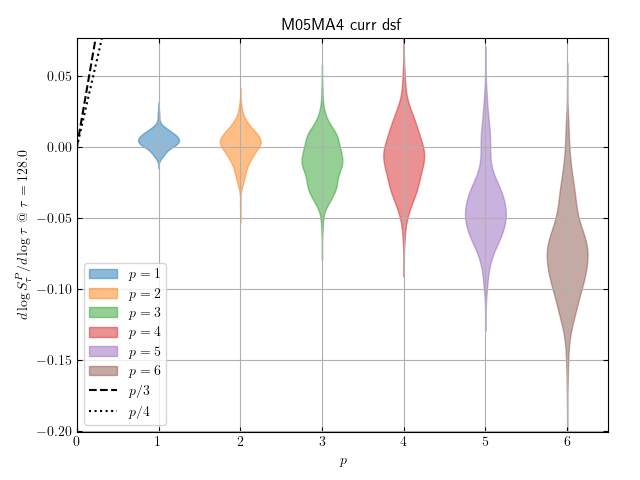 M05MA4 curr dsf
d log S_τ^p / d log τ @ τ = 128.0
0.05
0.00
−0.05
−0.10
−0.15
−0.20
p = 1
p = 2
p = 3
p = 4
p = 5
p = 6
p/3
p/4
0 1 2 3 4 5 6
p